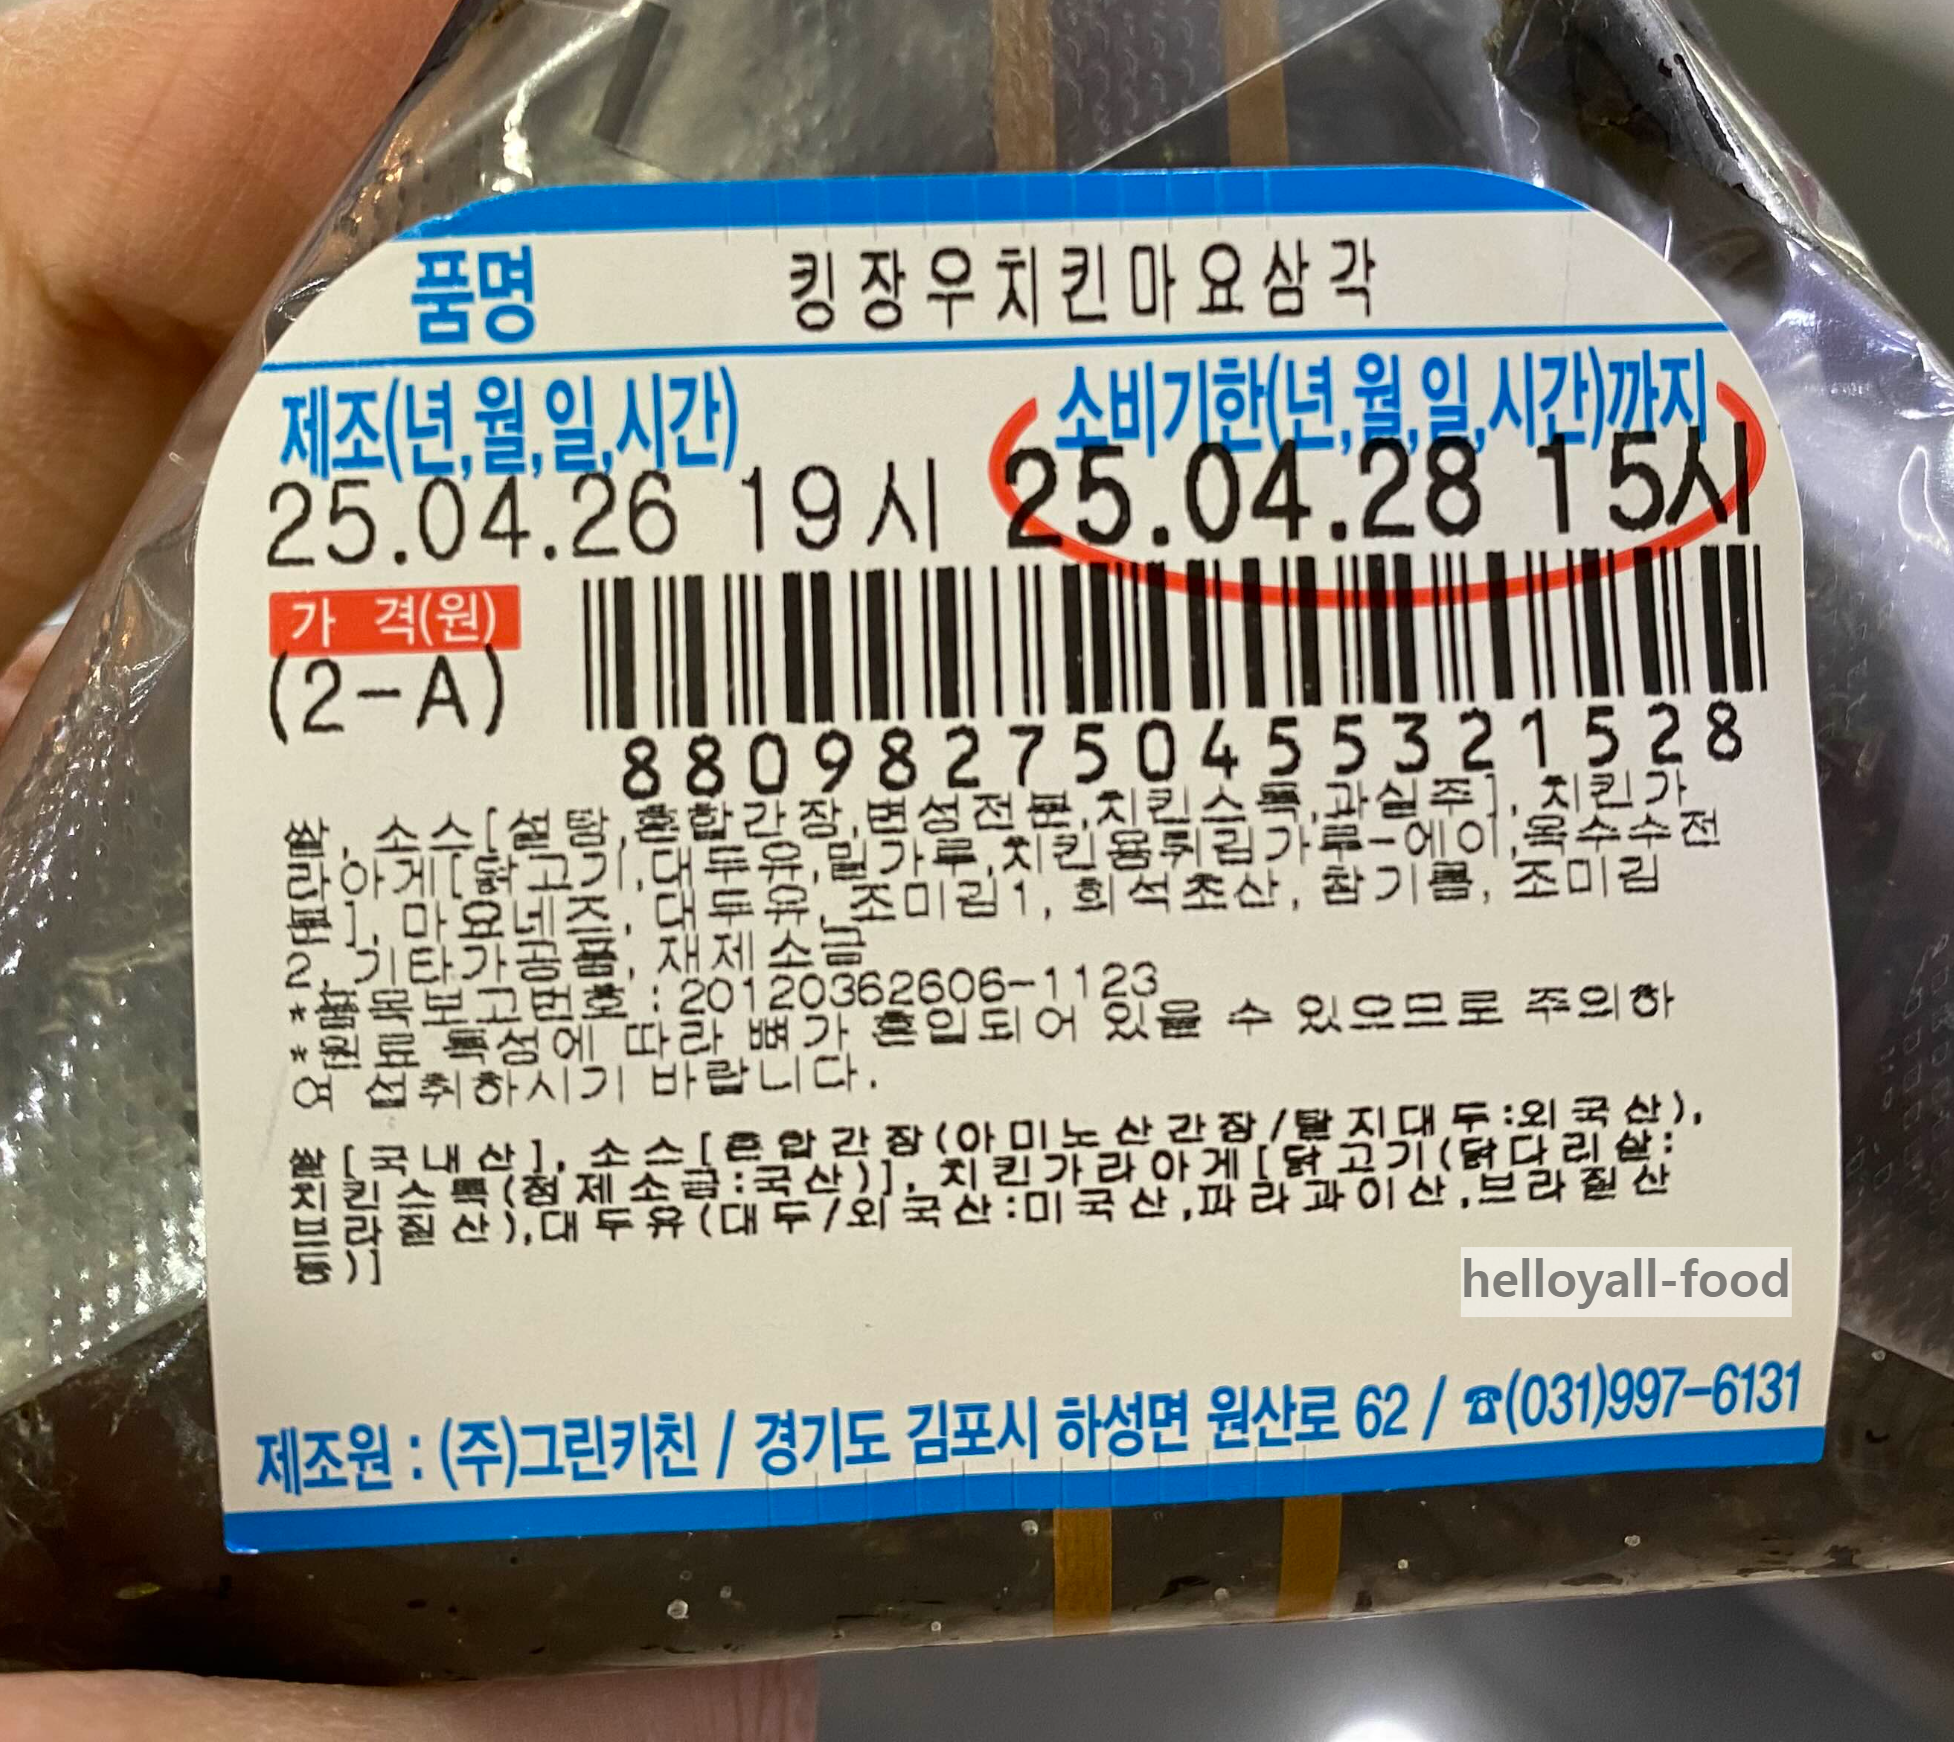 품명 킹장우치킨마요삼각
제조(년,월,일,시간) 소비기한(년,월,일,시간)까지
25.04.26 19시 25.04.28 15시
가 격(원)
(2-A)
880982750455321528
쌀, 소스[설탕,혼합간장,변성전분,치킨스톡,과실주], 치킨가
라아게[닭고기,대두유,밀가루,치킨용튀김가루-에이,옥수수전
분], 마요네즈, 대두유, 조미림1, 희석초산, 참기름, 조미림
2, 기타가공품, 재제소금
*품목보고번호:20120362606-1123
*원료 특성에 따라 뼈가 혼입되어 있을 수 있으므로 주의하
여 섭취하시기 바랍니다.
쌀[국내산], 소스[혼합간장(아미노산간장/탈지대두:외국산),
치킨스톡(정제소금:국산)], 치킨가라아게[닭고기(닭다리살:
브라질산),대두유(대두/외국산:미국산,파라과이산,브라질산
등)]
helloyall-food
제조원 : (주)그린키친 / 경기도 김포시 하성면 원산로 62 / ☎(031)997-6131